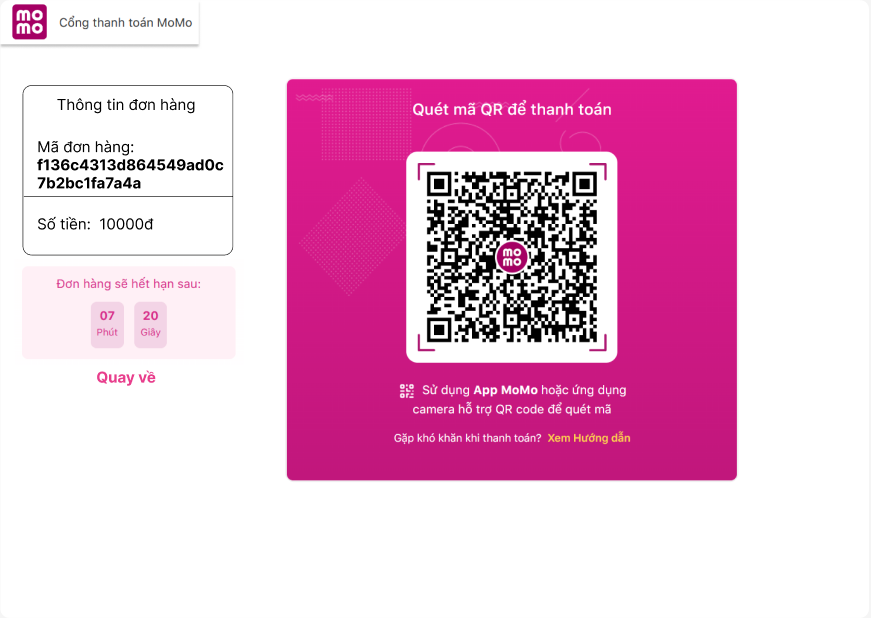 mo
mo
Cổng thanh toán MoMo
Thông tin đơn hàng
Mã đơn hàng:
f136c4313d864549ad0c
7b2bc1fa7a4a
Số tiền: 10000đ
Đơn hàng sẽ hết hạn sau:
07 20
Phút Giây
Quay về
Quét mã QR để thanh toán
mo
mo
Sử dụng App MoMo hoặc ứng dụng
camera hỗ trợ QR code để quét mã
Gặp khó khăn khi thanh toán? Xem Hướng dẫn